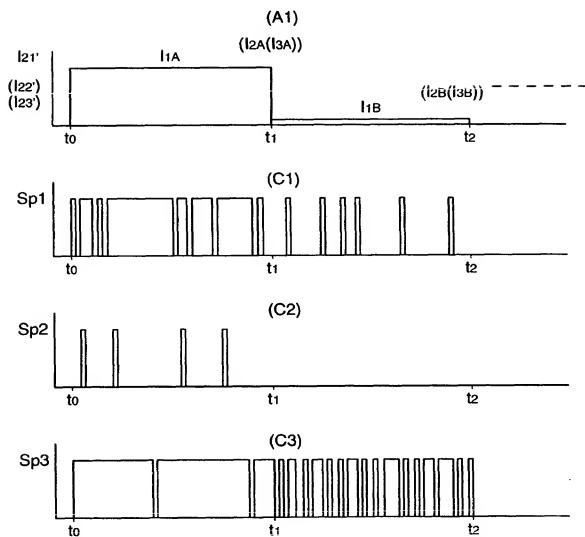 (A1)
I21'
(I22')
(I23')
I1A
(I2A(I3A))
I1B
(I2B(I3B))
t0
t1
t2
(C1)
Sp1
t0
t1
t2
(C2)
Sp2
t0
t1
t2
(C3)
Sp3
t0
t1
t2